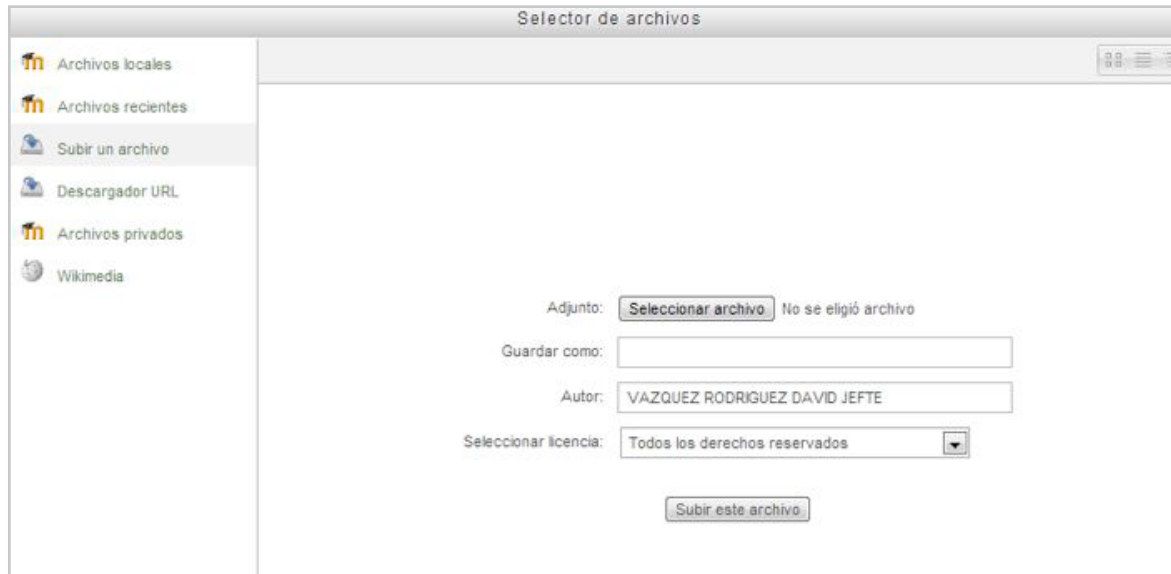 Selector de archivos
Archivos locales
Archivos recientes
Subir un archivo
Descargador URL
Archivos privados
Wikimedia
Adjunto: Seleccionar archivo No se eligió archivo
Guardar como:
Autor: VAZQUEZ RODRIGUEZ DAVID JEFTE
Seleccionar licencia: Todos los derechos reservados
Subir este archivo